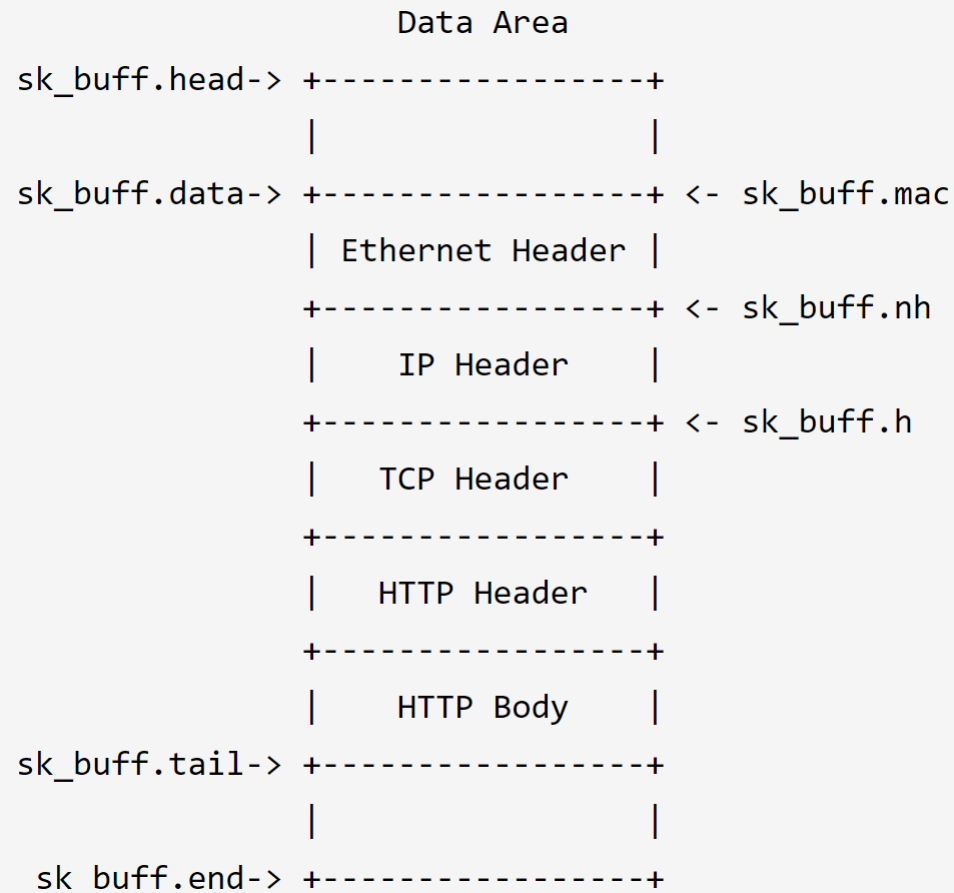 Data Area
sk_buff.head-> +-----------------+
               |                 |
sk_buff.data-> +-----------------+ <- sk_buff.mac
               | Ethernet Header |
               +-----------------+ <- sk_buff.nh
               |    IP Header    |
               +-----------------+ <- sk_buff.h
               |   TCP Header    |
               +-----------------+
               |   HTTP Header   |
               +-----------------+
               |    HTTP Body    |
sk_buff.tail-> +-----------------+
               |                 |
 sk_buff.end-> +-----------------+